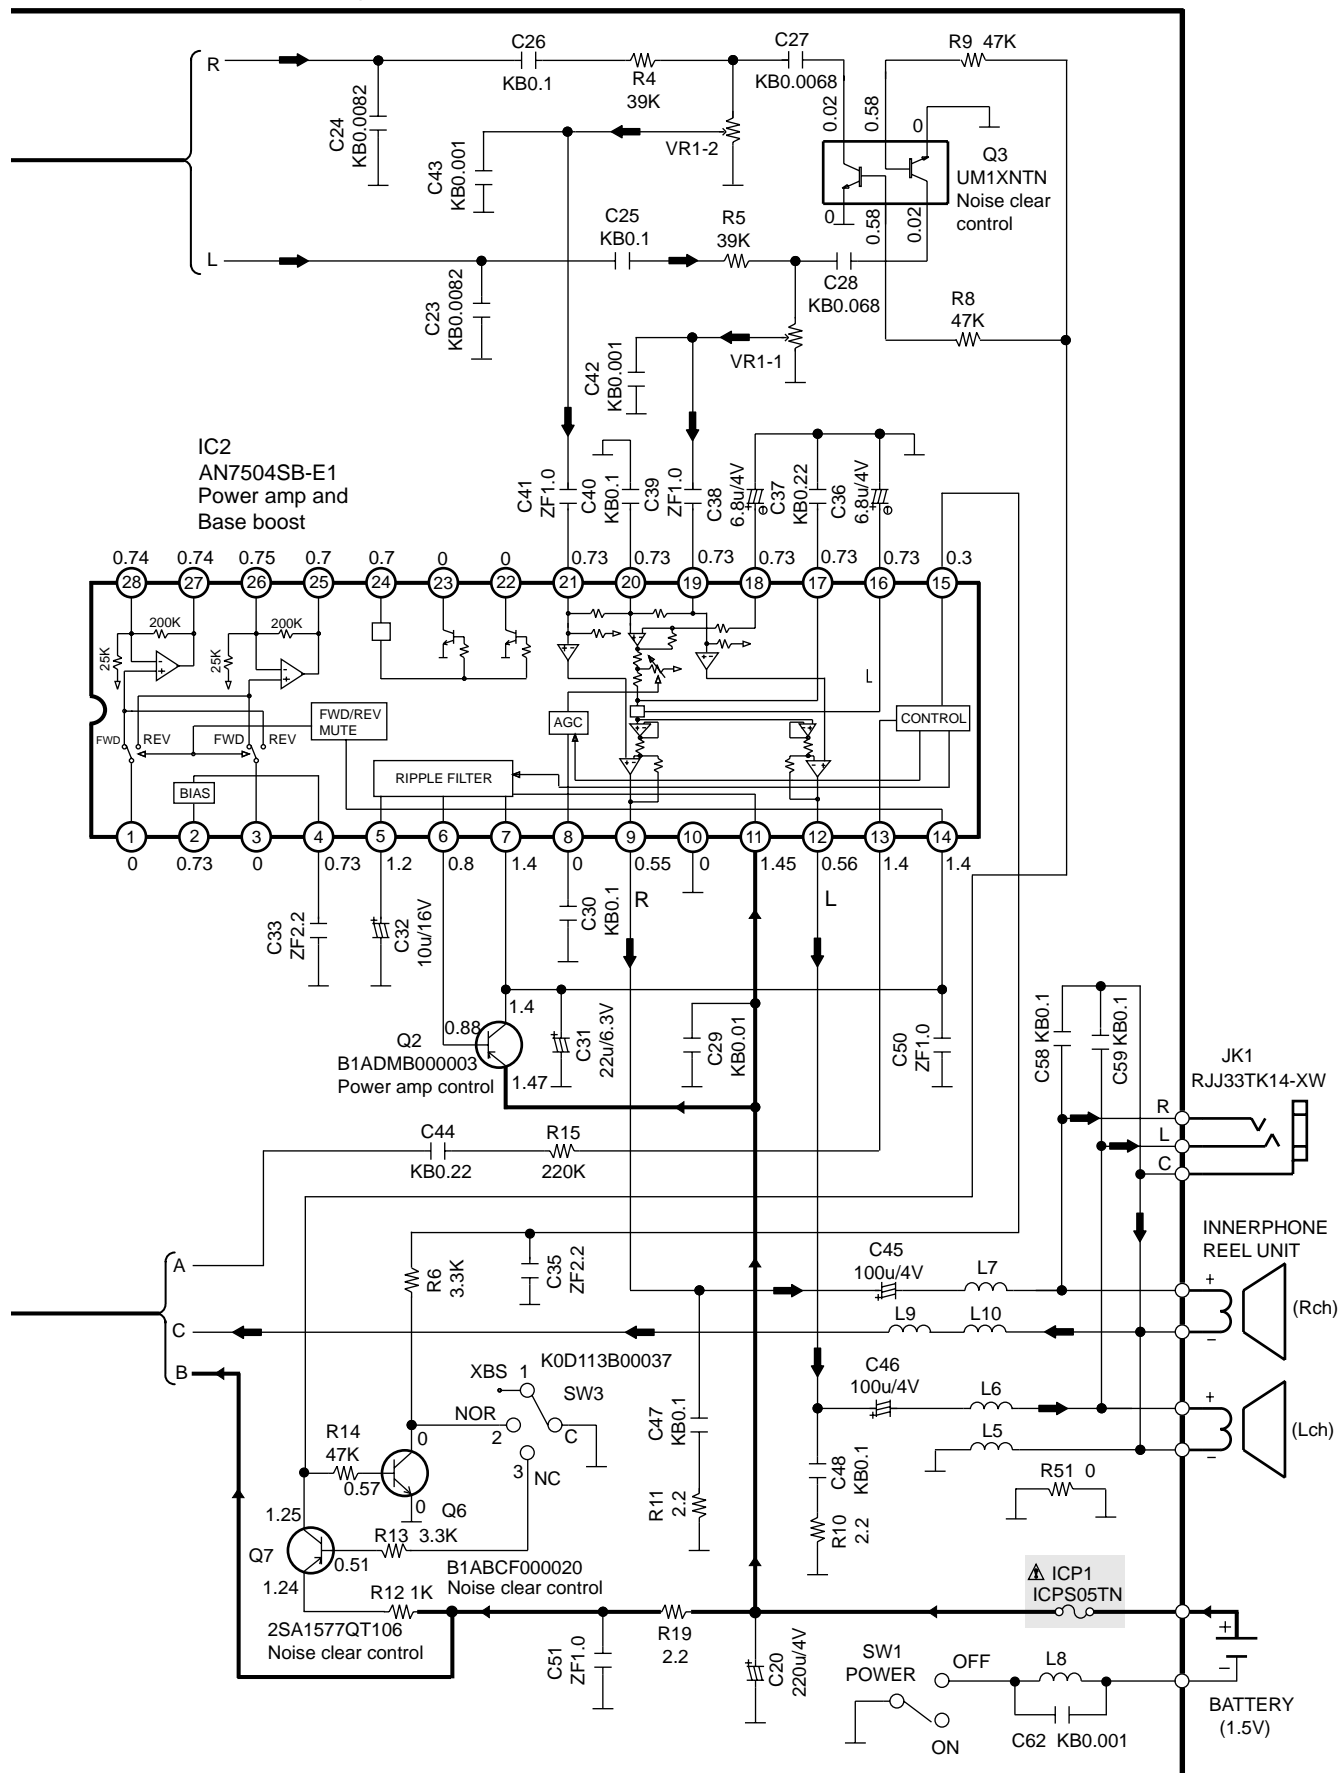 R
C26
KB0.1
R4
39K
C27
KB0.0068
R9 47K
C24
KB0.0082
C43
KB0.001
VR1-2
0.02
0.58
0
Q3
UM1XNTN
Noise clear
control
0
0.58
0.02
C25
KB0.1
R5
39K
L
C23
KB0.0082
C28
KB0.068
R8
47K
C42
KB0.001
VR1-1
IC2
AN7504SB-E1
Power amp and
Base boost
C41
ZF1.0
C40
KB0.1
C39
ZF1.0
C38
6.8u/4V
C37
KB0.22
C36
6.8u/4V
0.74 0.74 0.75 0.7 0.7 0 0 0.73 0.73 0.73 0.73 0.73 0.73 0.3
28 27 26 25 24 23 22 21 20 19 18 17 16 15
200K
200K
25K
25K
L
FWD/REV
MUTE
AGC
CONTROL
FWD REV FWD REV
RIPPLE FILTER
BIAS
1 2 3 4 5 6 7 8 9 10 11 12 13 14
0 0.73 0 0.73 1.2 0.8 1.4 0 0.55 0 1.45 0.56 1.4 1.4
C33
ZF2.2
C32
10u/16V
C30
KB0.1
R
L
1.4
0.88
Q2
B1ADMB000003
Power amp control
1.47
C31
22u/6.3V
C29
KB0.01
C50
ZF1.0
C58 KB0.1
C59 KB0.1
JK1
RJJ33TK14-XW
R
L
C
C44
KB0.22
R15
220K
INNERPHONE
REEL UNIT
A
R6
3.3K
C35
ZF2.2
C45
100u/4V
L7
+
(Rch)
–
C
L9
L10
B
K0D113B00037
XBS 1
SW3
NOR
2
C
3
NC
C46
100u/4V
L6
+
(Lch)
–
L5
R51 0
R14
47K
0
0.57
0
Q6
C47
KB0.1
R11
2.2
C48
KB0.1
R10
2.2
1.25
Q7
0.51
R13 3.3K
1.24
B1ABCF000020
Noise clear control
R12 1K
2SA1577QT106
Noise clear control
ICP1
ICPS05TN
C51
ZF1.0
R19
2.2
C20
220u/4V
SW1
POWER
OFF
ON
L8
C62 KB0.001
+
–
BATTERY
(1.5V)